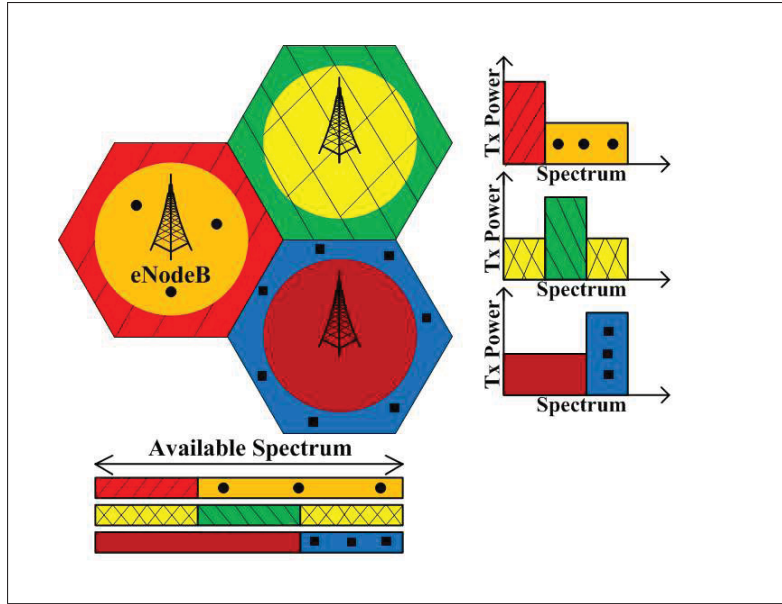 Tx Power
Spectrum
eNodeB
Tx Power
Spectrum
Tx Power
Spectrum
Available Spectrum